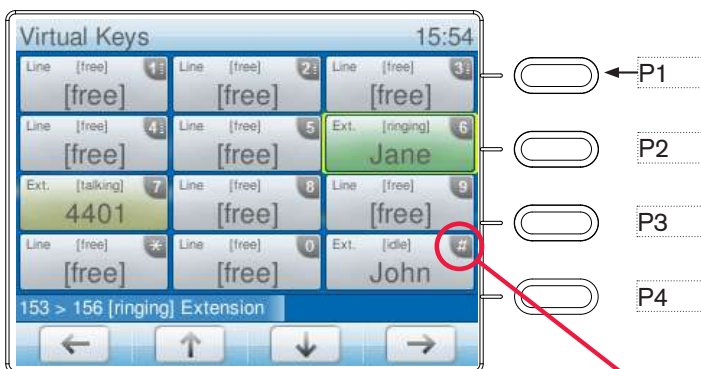 Virtual Keys 15:54
Line [free] 1 Line [free] 2 Line [free] 3 P1
[free] [free] [free]
Line [free] 4 Line [free] 5 Ext. [ringing] 6 P2
[free] [free] Jane
Ext. [talking] 7 Line [free] 8 Line [free] 9
4401 [free] [free] P3
Line [free] * Line [free] 0 Ext. [idle] #
[free] [free] John
153 > 156 [ringing] Extension P4